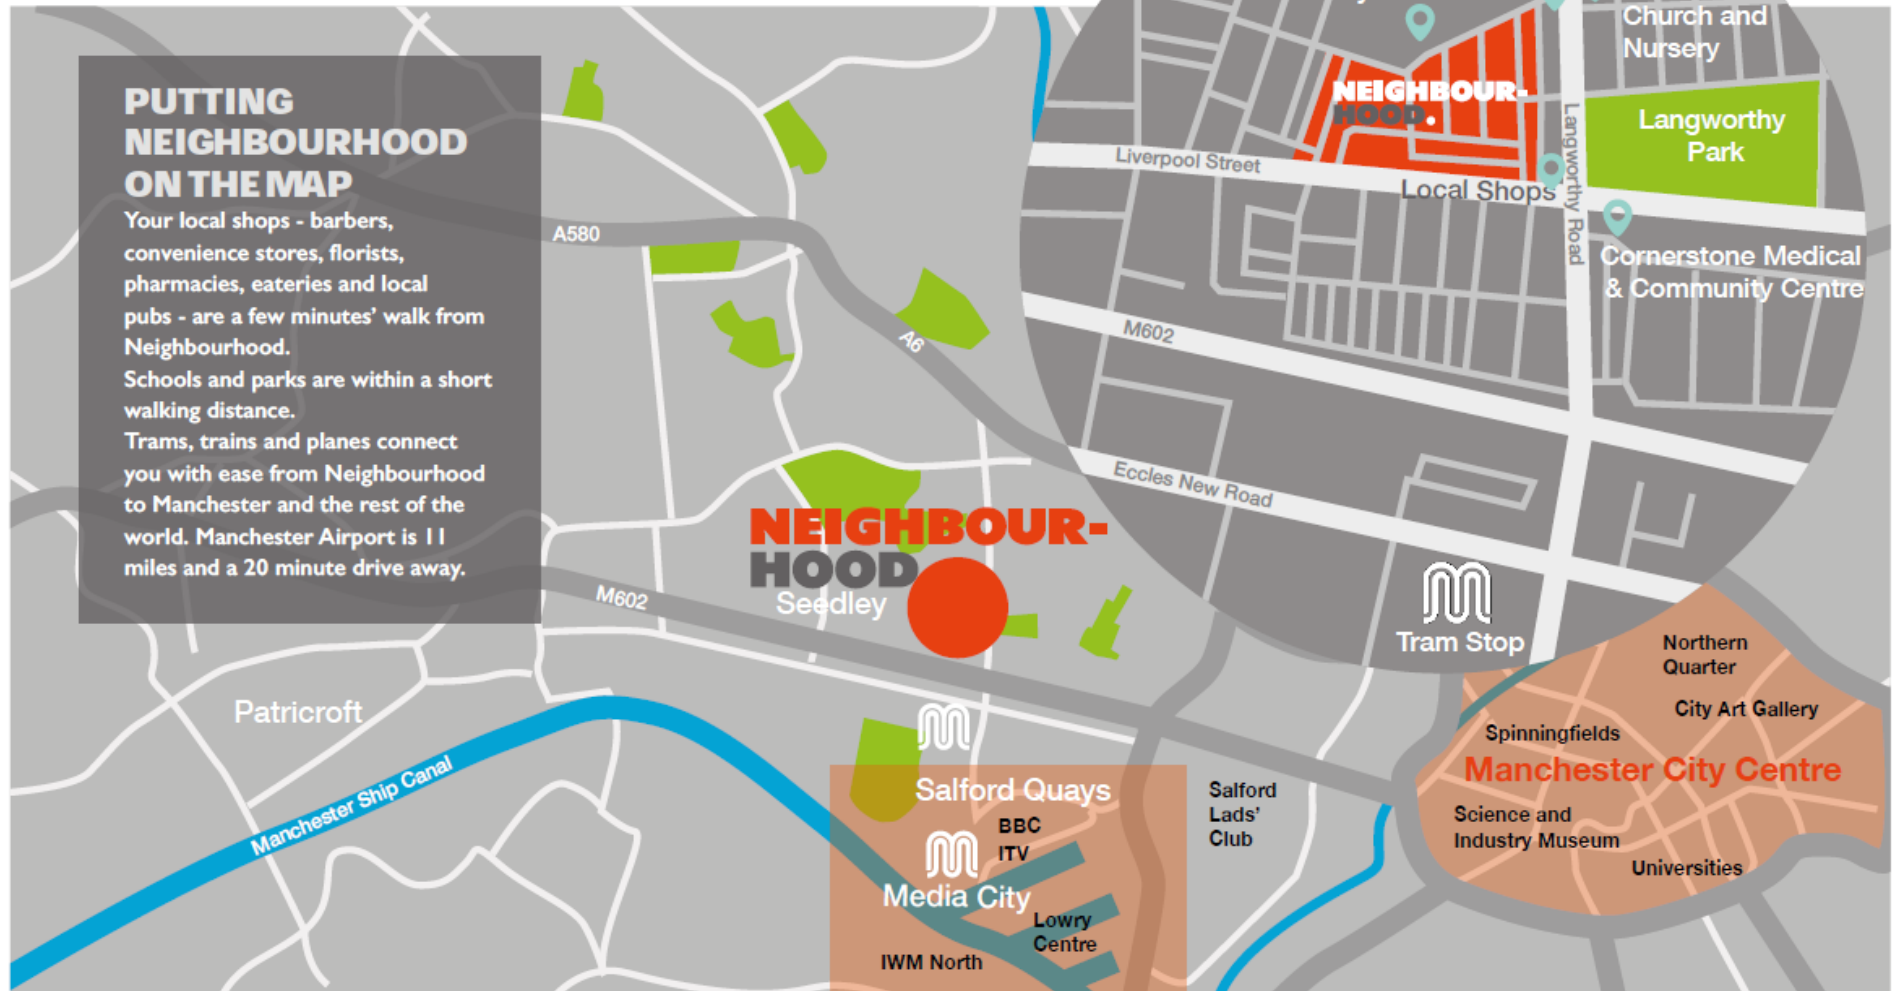 PUTTING
NEIGHBOURHOOD
ON THE MAP
Your local shops - barbers,
convenience stores, florists,
pharmacies, eateries and local
pubs - are a few minutes' walk from
Neighbourhood.
Schools and parks are within a short
walking distance.
Trams, trains and planes connect
you with ease from Neighbourhood
to Manchester and the rest of the
world. Manchester Airport is 11
miles and a 20 minute drive away.
A580
A6
M602
NEIGHBOUR-
HOOD
Seedley
Patricroft
Manchester Ship Canal
Salford Quays
BBC
ITV
Media City
Lowry
Centre
IWM North
Salford
Lads'
Club
Church and
Nursery
NEIGHBOUR-
HOOD.
Langworthy
Park
Langworthy Road
Liverpool Street
Local Shops
Cornerstone Medical
& Community Centre
M602
Eccles New Road
Tram Stop
Northern
Quarter
City Art Gallery
Spinningfields
Manchester City Centre
Science and
Industry Museum
Universities